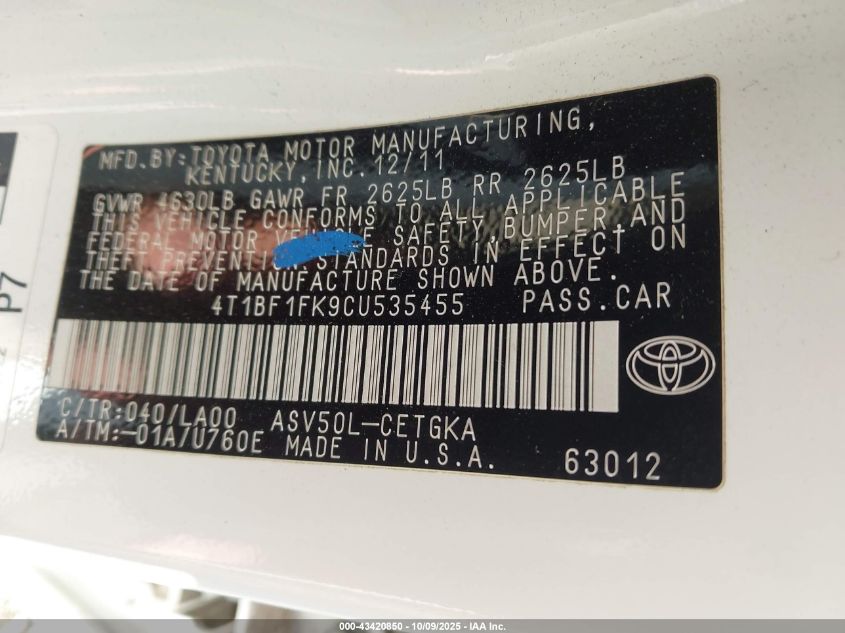 MFD.BY:TOYOTA MOTOR MANUFACTURING,
KENTUCKY,INC.12/11
GVWR 4630LB GAWR FR 2625LB RR 2625LB
THIS VEHICLE CONFORMS TO ALL APPLICABLE
FEDERAL MOTOR VEHICLE SAFETY,BUMPER,AND
THEFT PREVENTION STANDARDS IN EFFECT ON
THE DATE OF MANUFACTURE SHOWN ABOVE.
4T1BF1FK9CU535455 PASS.CAR
C/TR:040/LA00 ASV50L-CETGKA
A/TM:-01A/U760E MADE IN U.S.A.
63012
P7
000-43420850 - 10/09/2025 - IAA Inc.